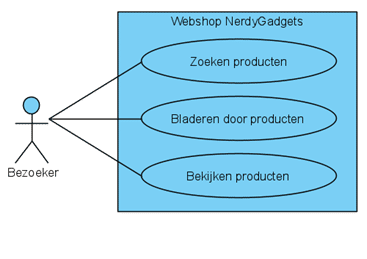 Webshop NerdyGadgets
Zoeken producten
Bladeren door producten
Bekijken producten
Bezoeker